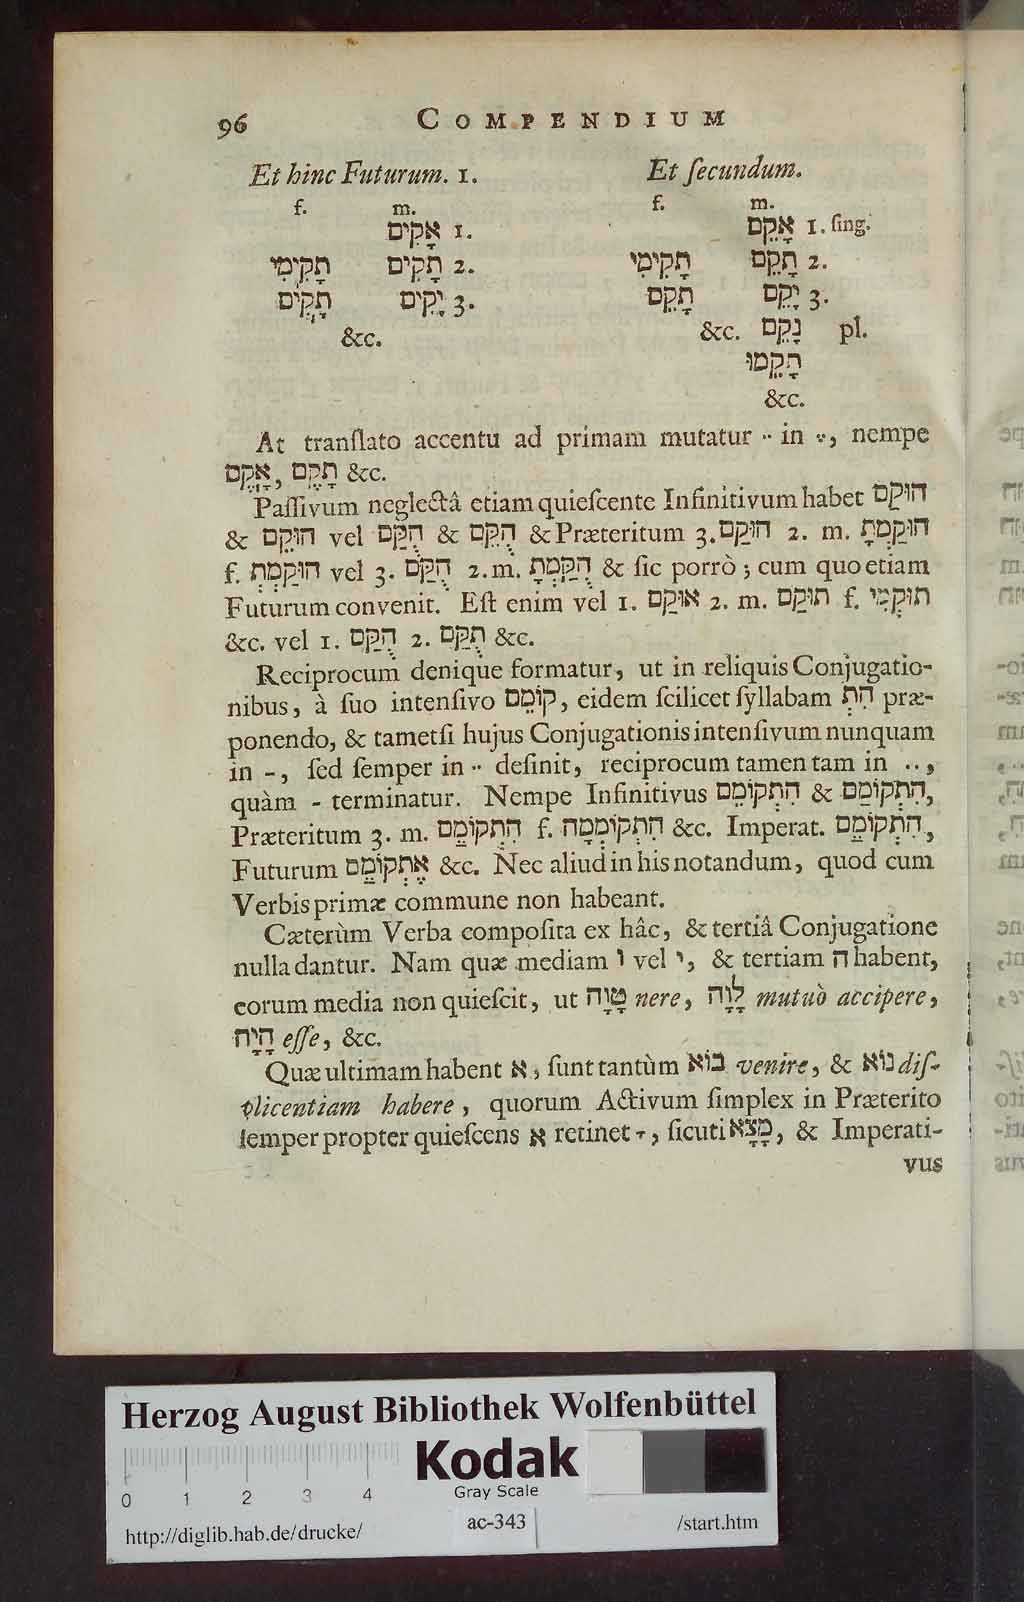 96 COMPENDIUM
Et hinc Futurum. 1. Et ſecundum.
f. m. f. m.
אָקִים 1. אָקֵם 1. ſing.
תָקִימִי תָקִים 2. תָקִימִי תָקֵם 2.
תָקִים יָקִים 3. תָקֵם יָקֵם 3.
&c. &c. נָקֵם pl.
תָקֵמוּ
&c.
At tranſlato accentu ad primam mutatur ֵ in ֶ, nempe
אָקֶם, תָקֶם &c.
Paſſivum neglectâ etiam quieſcente Infinitivum habet הוּקַם
& הוּקֵם vel הֻקַּם & הֻקֵּם & Præteritum 3. הוּקַם 2. m. הוּקַמְתָּ
f. הוּקַמְתְּ vel 3. הֻקַּם 2. m. הֻקַּמְתָּ & ſic porrò; cum quo etiam
Futurum convenit. Eſt enim vel 1. אוּקַם 2. m. תוּקַם f. תוּקְמִי
&c. vel 1. הֻקַּם 2. תֻקַּם &c.
Reciprocum denique formatur, ut in reliquis Conjugatio-
nibus, à ſuo intenſivo קוֹמֵם, eidem ſcilicet ſyllabam הִתְ præ-
ponendo, & tametſi hujus Conjugationis intenſivum nunquam
in -, ſed ſemper in ·· deſinit, reciprocum tamen tam in ··,
quàm - terminatur. Nempe Infinitivus הִתְקוֹמֵם & הִתְקוֹמַם,
Præteritum 3. m. הִתְקוֹמֵם f. הִתְקוֹמְמָה &c. Imperat. הִתְקוֹמֵם,
Futurum אֶתְקוֹמֵם &c. Nec aliud in his notandum, quod cum
Verbis primæ commune non habeant.
Cæterùm Verba compoſita ex hâc, & tertiâ Conjugatione
nulla dantur. Nam quæ mediam ו vel י, & tertiam ה habent,
eorum media non quieſcit, ut טָוָה nere, לָוָה mutuò accipere,
הָיָה eſſe, &c.
Quæ ultimam habent א, ſunt tantùm בוֹא venire, & נוֹא diſ-
plicentiam habere, quorum Activum ſimplex in Præterito
ſemper propter quieſcens א retinet ָ, ſicuti מָצָא, & Imperati-
vus
Herzog August Bibliothek Wolfenbüttel
Kodak
Gray Scale
0 1 2 3 4
http://diglib.hab.de/drucke/ ac-343 /start.htm